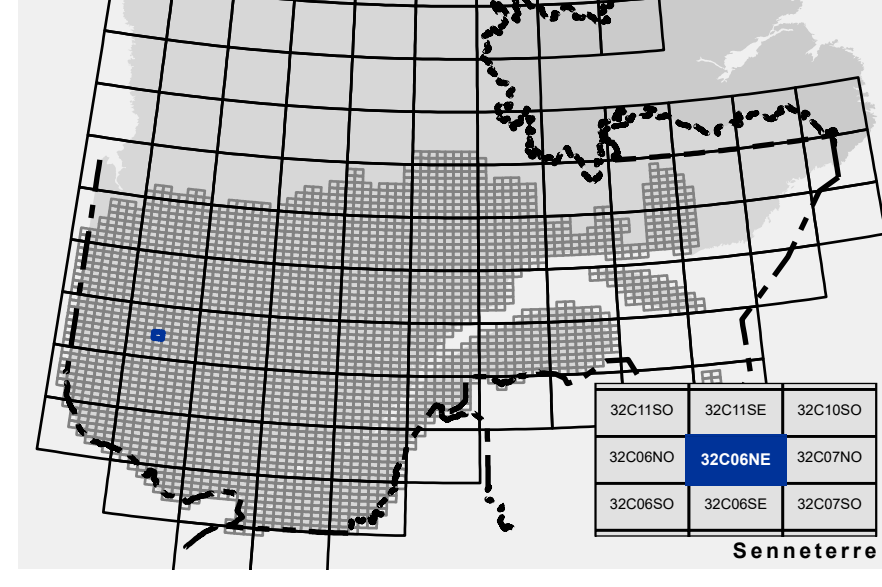 32C11SO 32C11SE 32C10SO
32C06NO 32C06NE 32C07NO
32C06SO 32C06SE 32C07SO
Senneterre